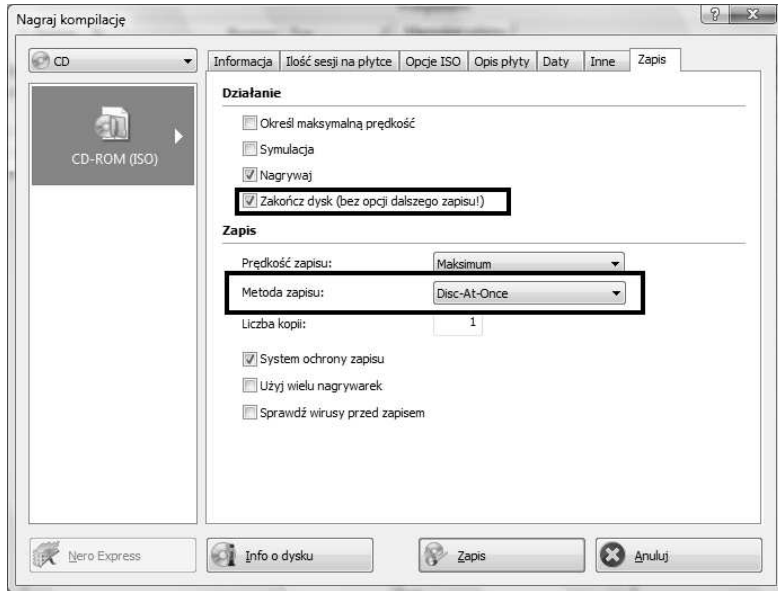 Nagraj kompilację
CD
Informacja Ilość sesji na płytce Opcje ISO Opis płyty Daty Inne Zapis
CD-ROM (ISO)
Działanie
Określ maksymalną prędkość
Symulacja
Nagrywaj
Zakończ dysk (bez opcji dalszego zapisu!)
Zapis
Prędkość zapisu: Maksimum
Metoda zapisu: Disc-At-Once
Liczba kopii: 1
System ochrony zapisu
Użyj wielu nagrywarek
Sprawdź wirusy przed zapisem
Nero Express Info o dysku Zapis Anuluj